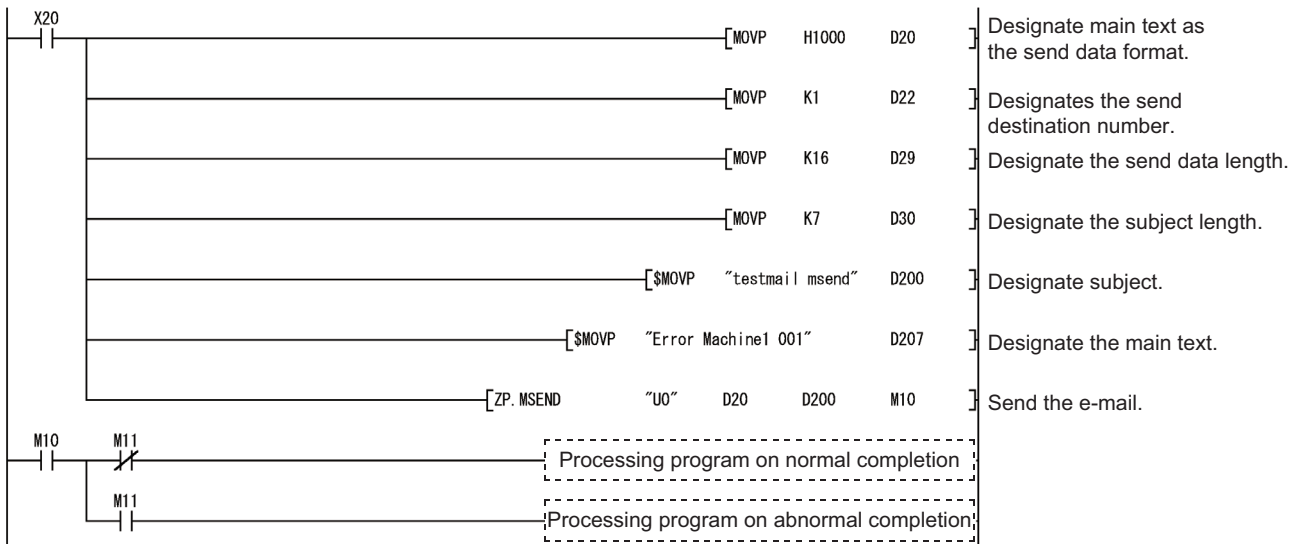 X20
[MOVP H1000 D20 ]
Designate main text as
the send data format.
[MOVP K1 D22 ]
Designates the send
destination number.
[MOVP K16 D29 ]
Designate the send data length.
[MOVP K7 D30 ]
Designate the subject length.
[$MOVP "testmail msend" D200 ]
Designate subject.
[$MOVP "Error Machine1 001" D207 ]
Designate the main text.
[ZP.MSEND "U0" D20 D200 M10 ]
Send the e-mail.
M10 M11
Processing program on normal completion
M11
Processing program on abnormal completion